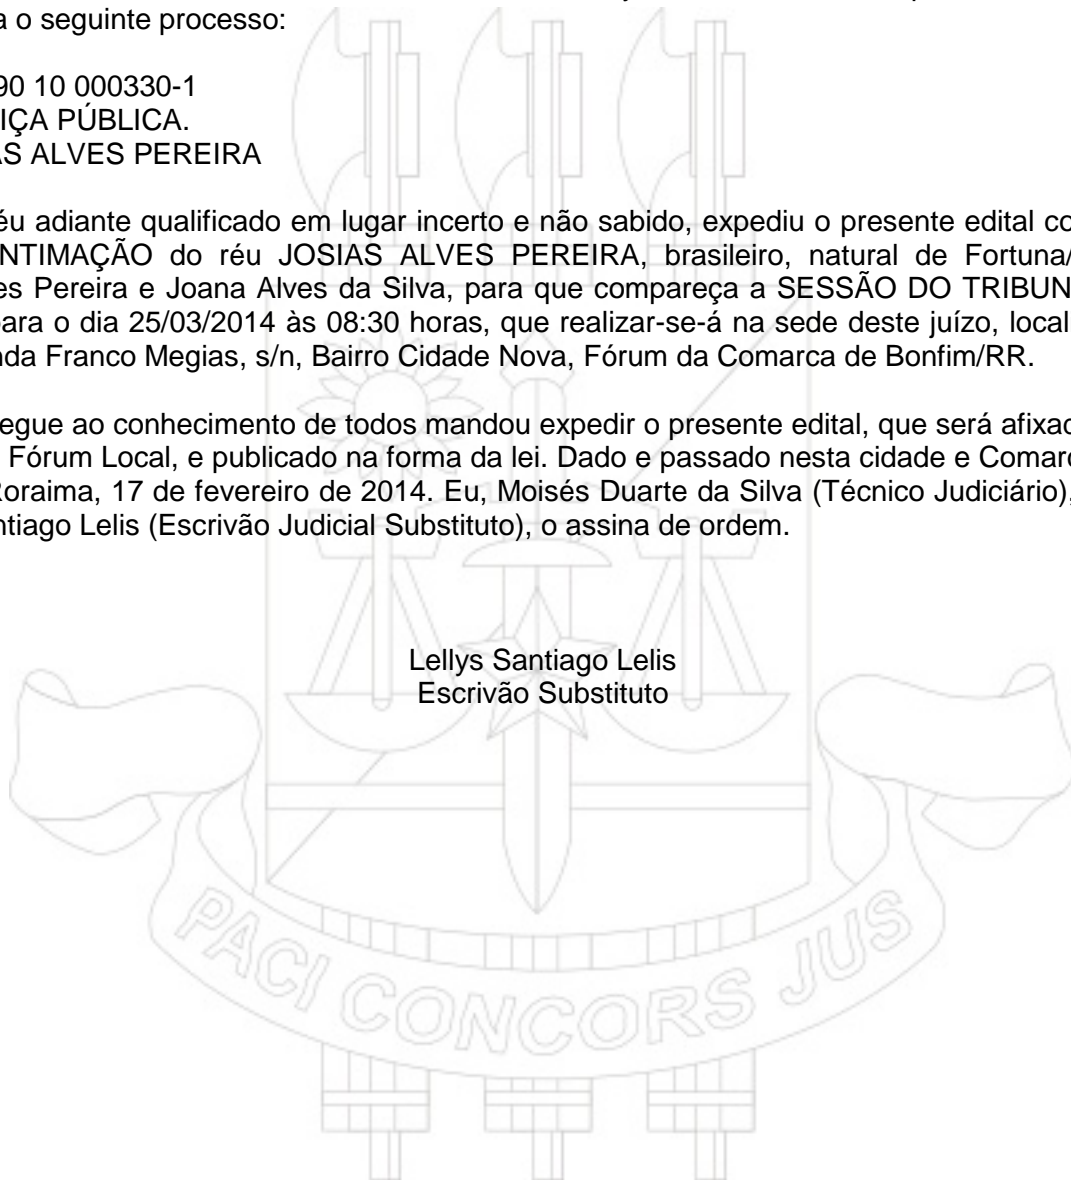 a o seguinte processo:
90 10 000330-1
IÇA PÚBLICA.
AS ALVES PEREIRA
éu adiante qualificado em lugar incerto e não sabido, expediu o presente edital co
NTIMAÇÃO do réu JOSIAS ALVES PEREIRA, brasileiro, natural de Fortuna/
es Pereira e Joana Alves da Silva, para que compareça a SESSÃO DO TRIBUN
para o dia 25/03/2014 às 08:30 horas, que realizar-se-á na sede deste juízo, local
nda Franco Megias, s/n, Bairro Cidade Nova, Fórum da Comarca de Bonfim/RR.
egue ao conhecimento de todos mandou expedir o presente edital, que será afixad
Fórum Local, e publicado na forma da lei. Dado e passado nesta cidade e Comarc
Roraima, 17 de fevereiro de 2014. Eu, Moisés Duarte da Silva (Técnico Judiciário),
ntiago Lelis (Escrivão Judicial Substituto), o assina de ordem.
Lellys Santiago Lelis
Escrivão Substituto
PACI CONCORS JUS